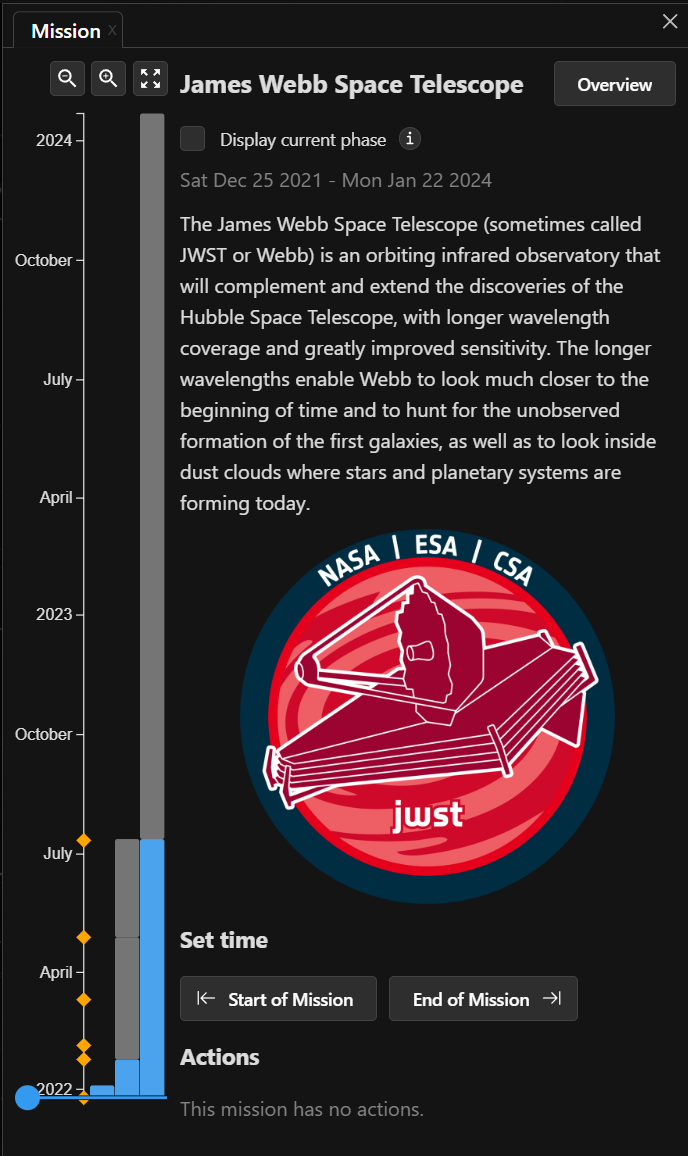 Mission x
James Webb Space Telescope
Overview
Display current phase i
Sat Dec 25 2021 - Mon Jan 22 2024
The James Webb Space Telescope (sometimes called
JWST or Webb) is an orbiting infrared observatory that
will complement and extend the discoveries of the
Hubble Space Telescope, with longer wavelength
coverage and greatly improved sensitivity. The longer
wavelengths enable Webb to look much closer to the
beginning of time and to hunt for the unobserved
formation of the first galaxies, as well as to look inside
dust clouds where stars and planetary systems are
forming today.
NASA | ESA | CSA
jwst
Set time
Start of Mission
End of Mission
Actions
This mission has no actions.
2024
October
July
April
2023
October
July
April
2022